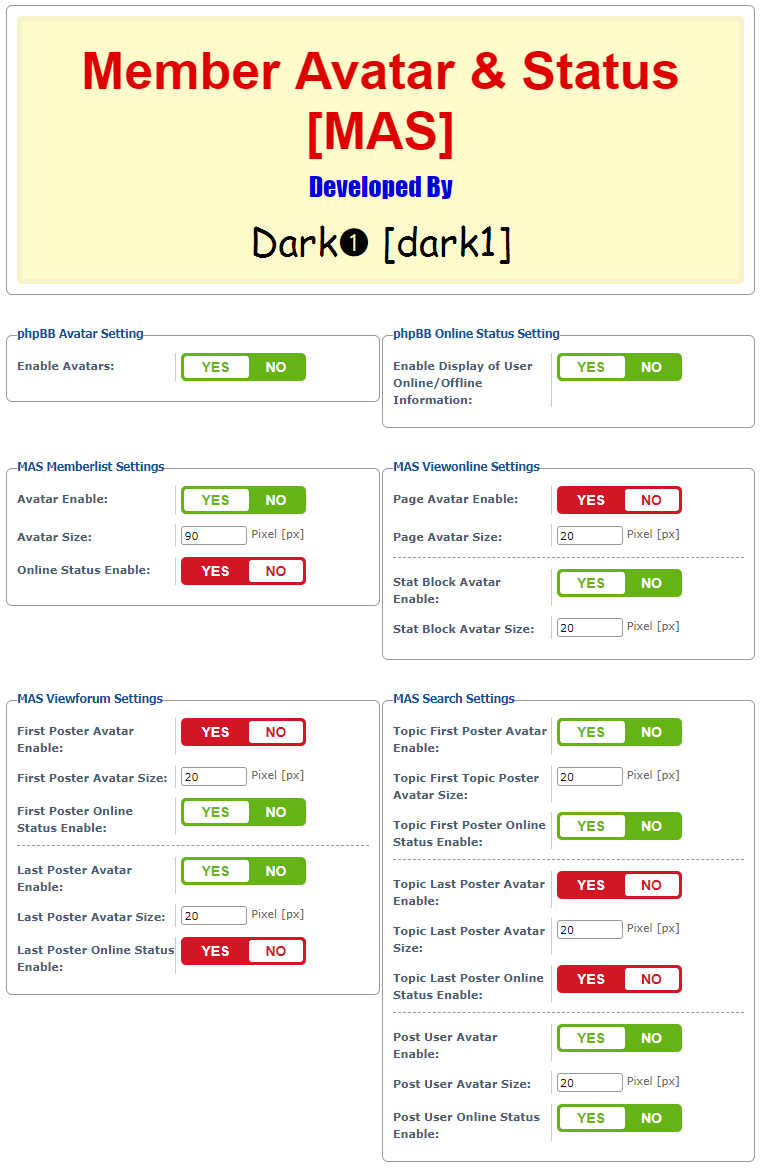 Member Avatar & Status
[MAS]
Developed By
Dark❶ [dark1]
phpBB Avatar Setting
Enable Avatars: YES NO
phpBB Online Status Setting
Enable Display of User
Online/Offline
Information:
YES NO
MAS Memberlist Settings
Avatar Enable: YES NO
Avatar Size: 90 Pixel [px]
Online Status Enable: YES NO
MAS Viewonline Settings
Page Avatar Enable: YES NO
Page Avatar Size: 20 Pixel [px]
Stat Block Avatar
Enable:
YES NO
Stat Block Avatar Size: 20 Pixel [px]
MAS Viewforum Settings
First Poster Avatar
Enable:
YES NO
First Poster Avatar Size: 20 Pixel [px]
First Poster Online
Status Enable:
YES NO
Last Poster Avatar
Enable:
YES NO
Last Poster Avatar Size: 20 Pixel [px]
Last Poster Online Status
Enable:
YES NO
MAS Search Settings
Topic First Poster Avatar
Enable:
YES NO
Topic First Topic Poster
Avatar Size:
20 Pixel [px]
Topic First Poster Online
Status Enable:
YES NO
Topic Last Poster Avatar
Enable:
YES NO
Topic Last Poster Avatar
Size:
20 Pixel [px]
Topic Last Poster Online
Status Enable:
YES NO
Post User Avatar
Enable:
YES NO
Post User Avatar Size: 20 Pixel [px]
Post User Online Status
Enable:
YES NO